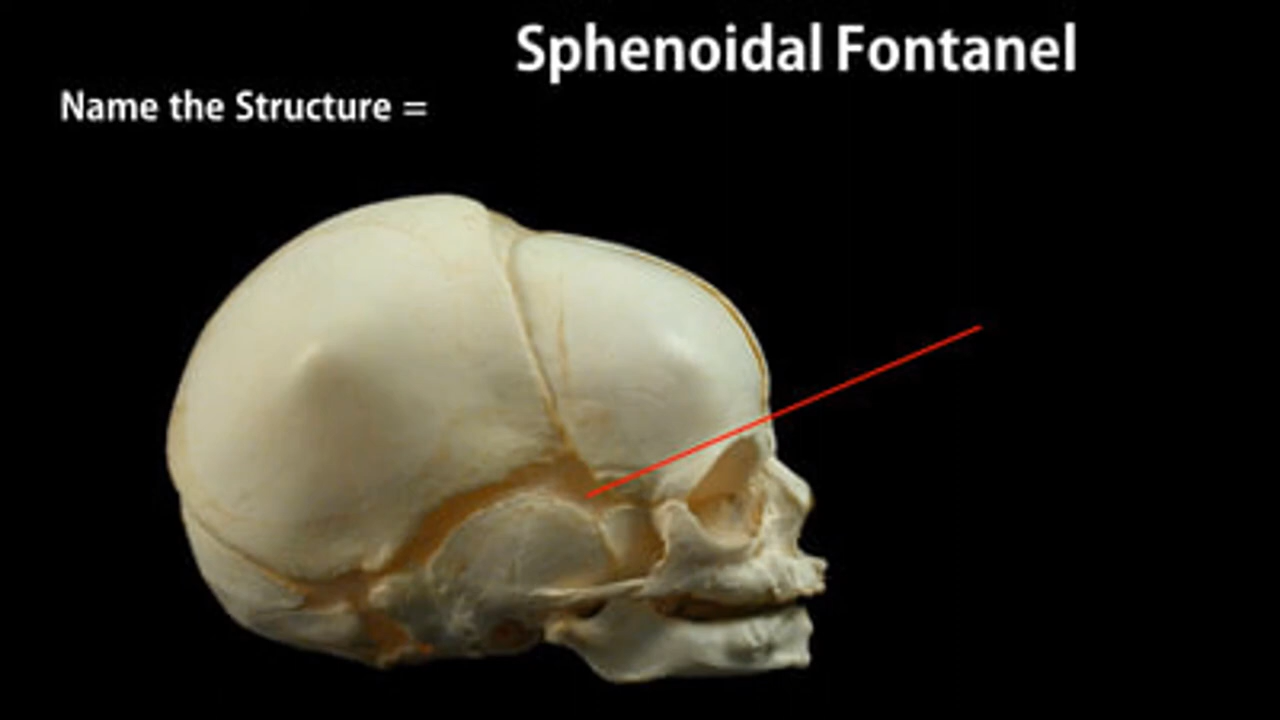 Sphenoidal Fontanel
Name the Structure =